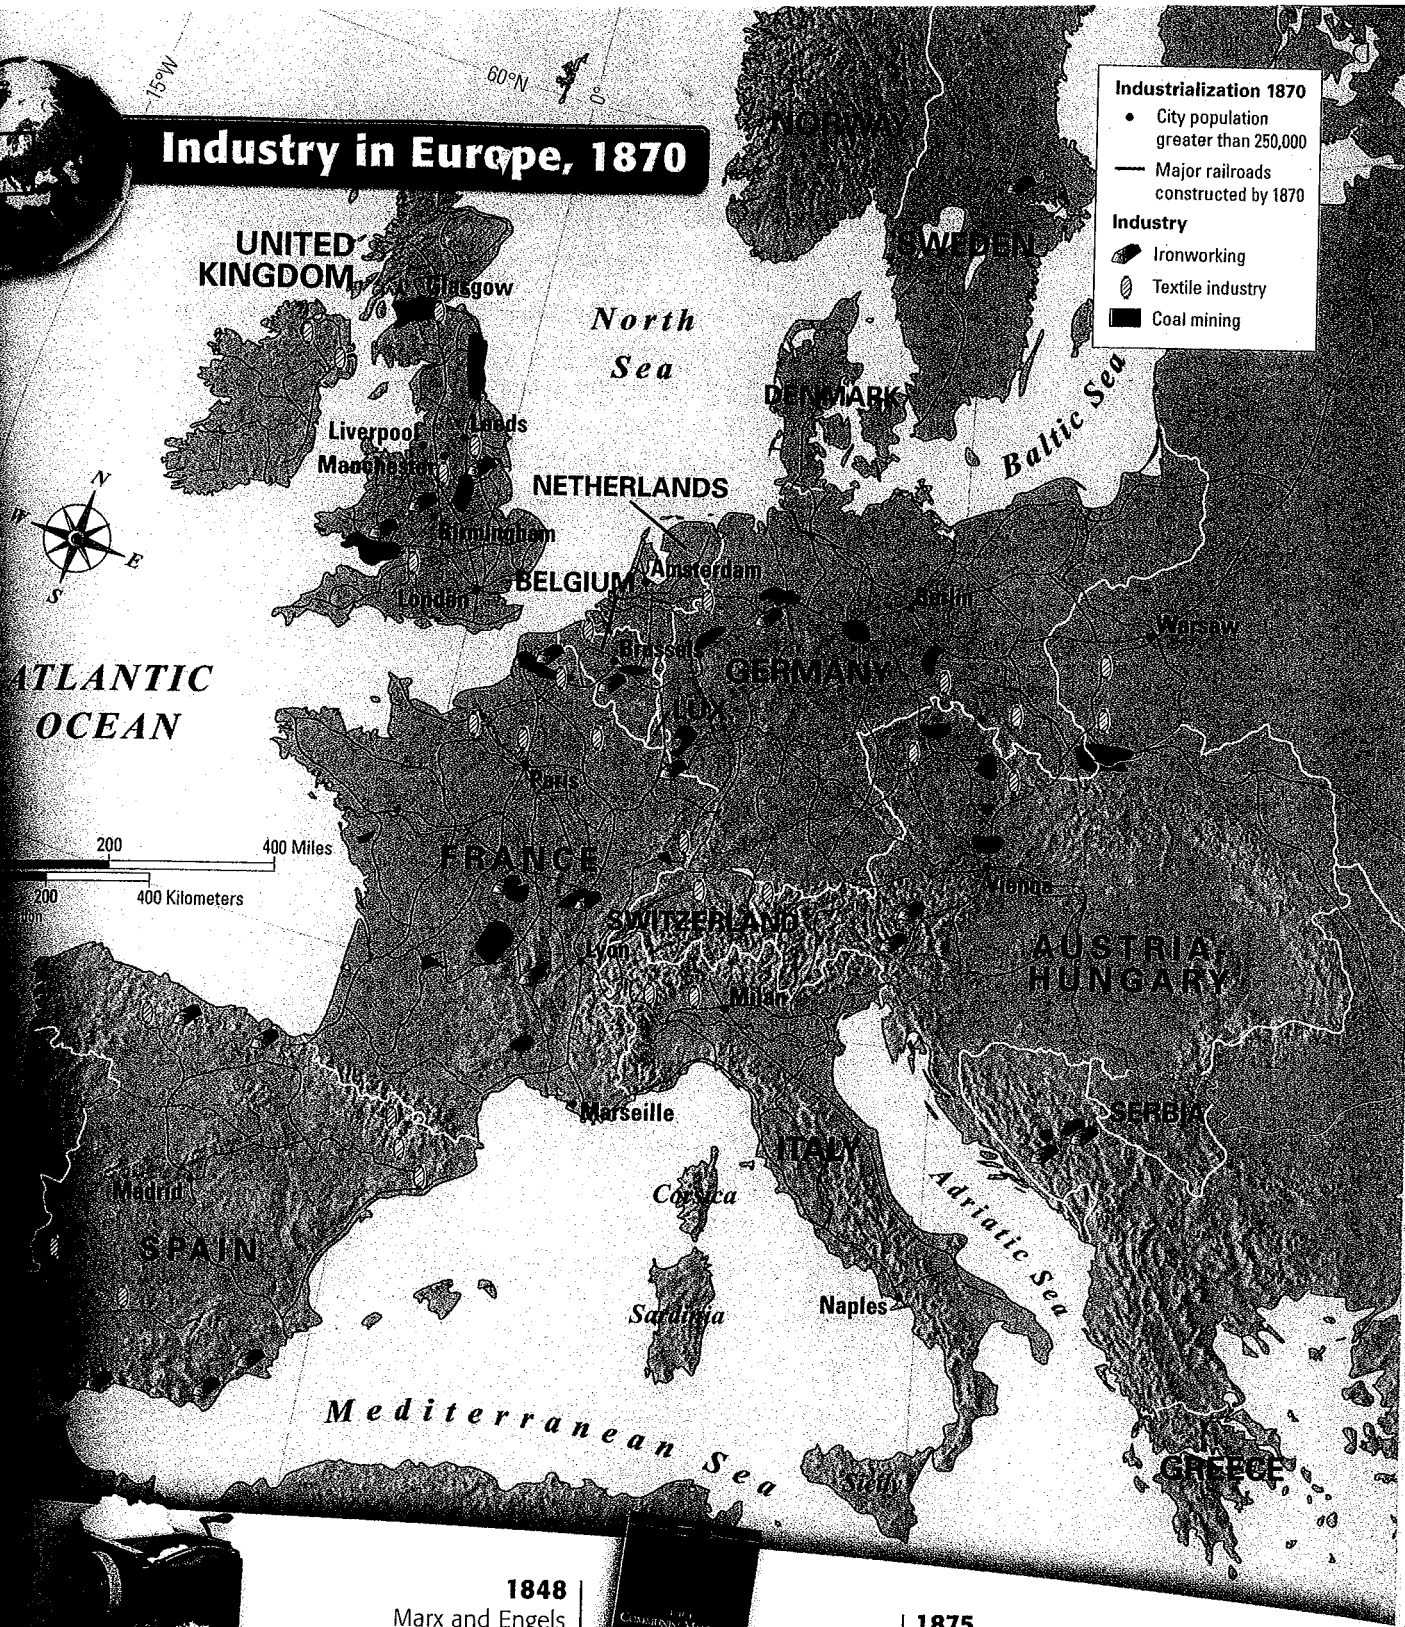 15°W
60°N
0°
Industry in Europe, 1870
Industrialization 1870
City population
greater than 250,000
Major railroads
constructed by 1870
Industry
Ironworking
Textile industry
Coal mining
NORWAY
SWEDEN
UNITED
KINGDOM
Glasgow
North
Sea
DENMARK
Baltic Sea
Liverpool
Leeds
Manchester
NETHERLANDS
N
W
E
S
Birmingham
BELGIUM
Amsterdam
London
Berlin
Warsaw
Brussels
GERMANY
ATLANTIC
OCEAN
LUX.
Paris
200
400 Miles
200
400 Kilometers
FRANCE
Vienna
SWITZERLAND
Lyon
AUSTRIA-
HUNGARY
Milan
Marseille
SERBIA
ITALY
Corsica
Madrid
Adriatic Sea
SPAIN
Naples
Sardinia
Mediterranean Sea
Sicily
GREECE
1848
Marx and Engels
1875